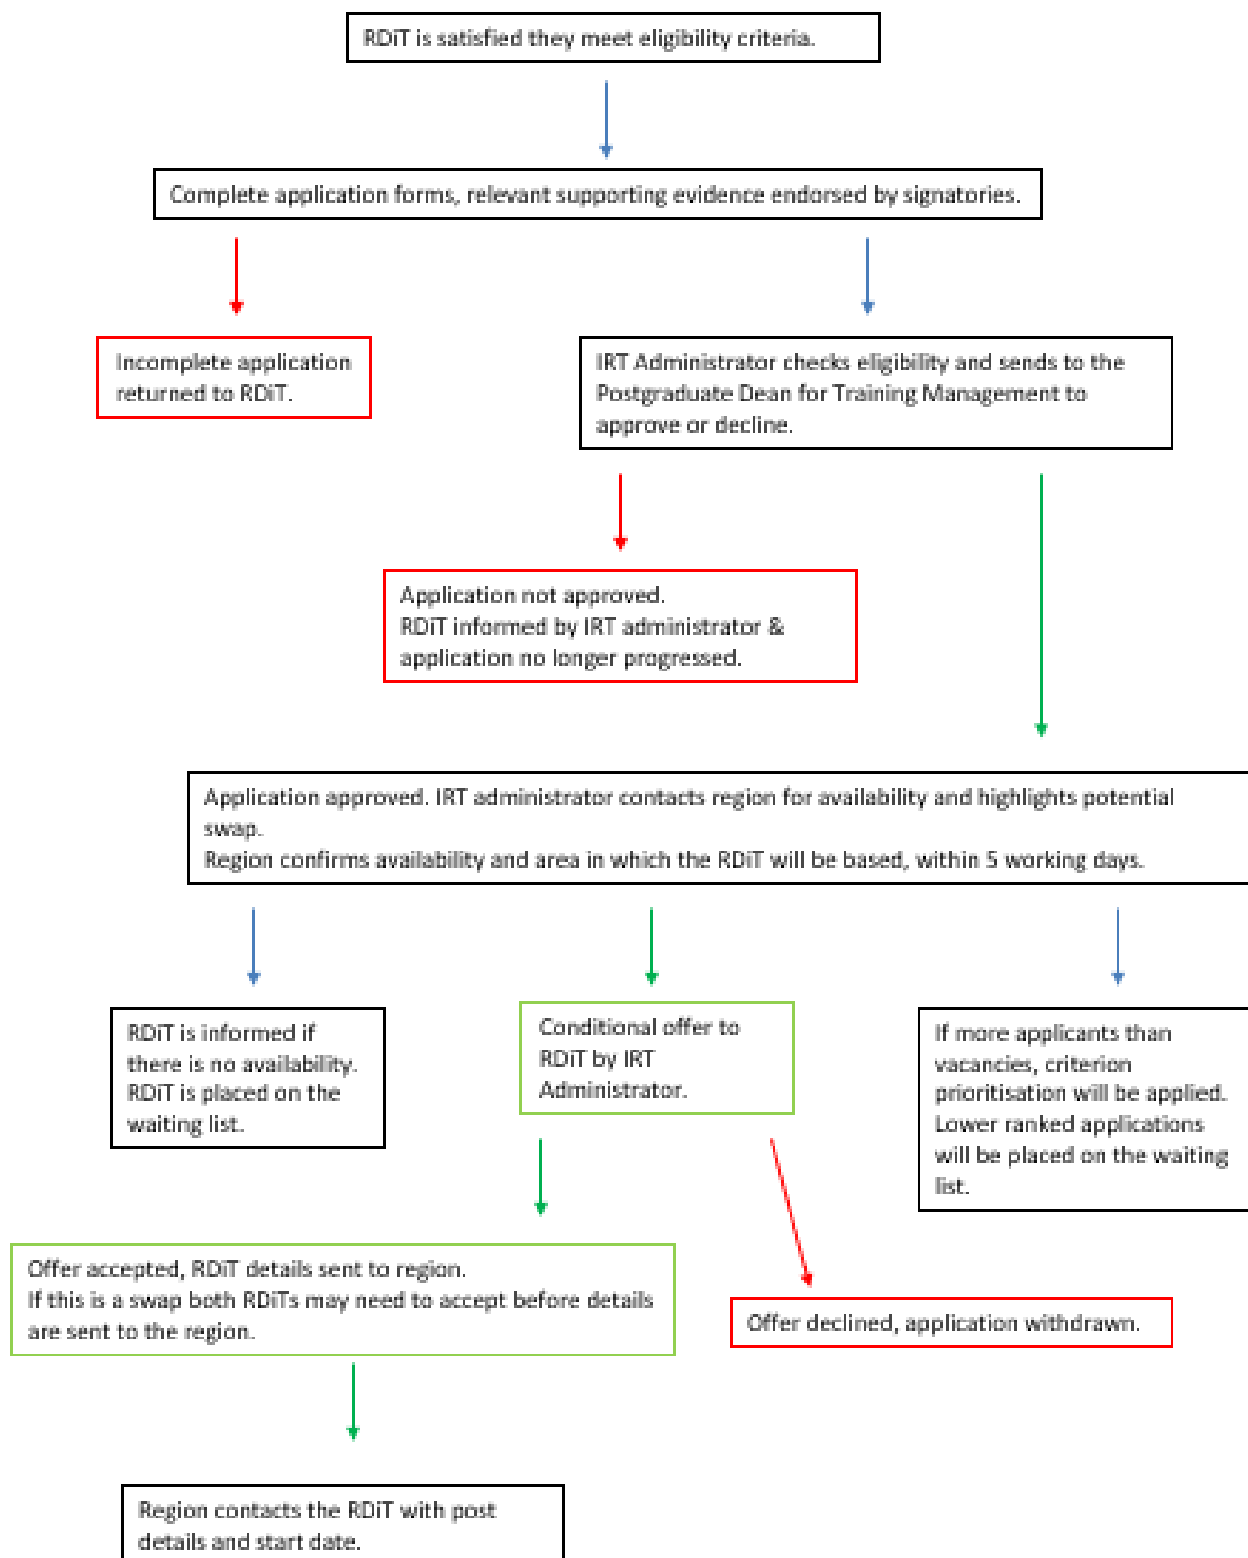 RDiT is satisfied they meet eligibility criteria.
Complete application forms, relevant supporting evidence endorsed by signatories.
Incomplete application
returned to RDiT.
IRT Administrator checks eligibility and sends to the
Postgraduate Dean for Training Management to
approve or decline.
Application not approved.
RDiT informed by IRT administrator &
application no longer progressed.
Application approved. IRT administrator contacts region for availability and highlights potential
swap.
Region confirms availability and area in which the RDiT will be based, within 5 working days.
RDiT is informed if
there is no availability.
RDiT is placed on the
waiting list.
Conditional offer to
RDiT by IRT
Administrator.
If more applicants than
vacancies, criterion
prioritisation will be applied.
Lower ranked applications
will be placed on the waiting
list.
Offer accepted, RDiT details sent to region.
If this is a swap both RDiTs may need to accept before details
are sent to the region.
Offer declined, application withdrawn.
Region contacts the RDiT with post
details and start date.